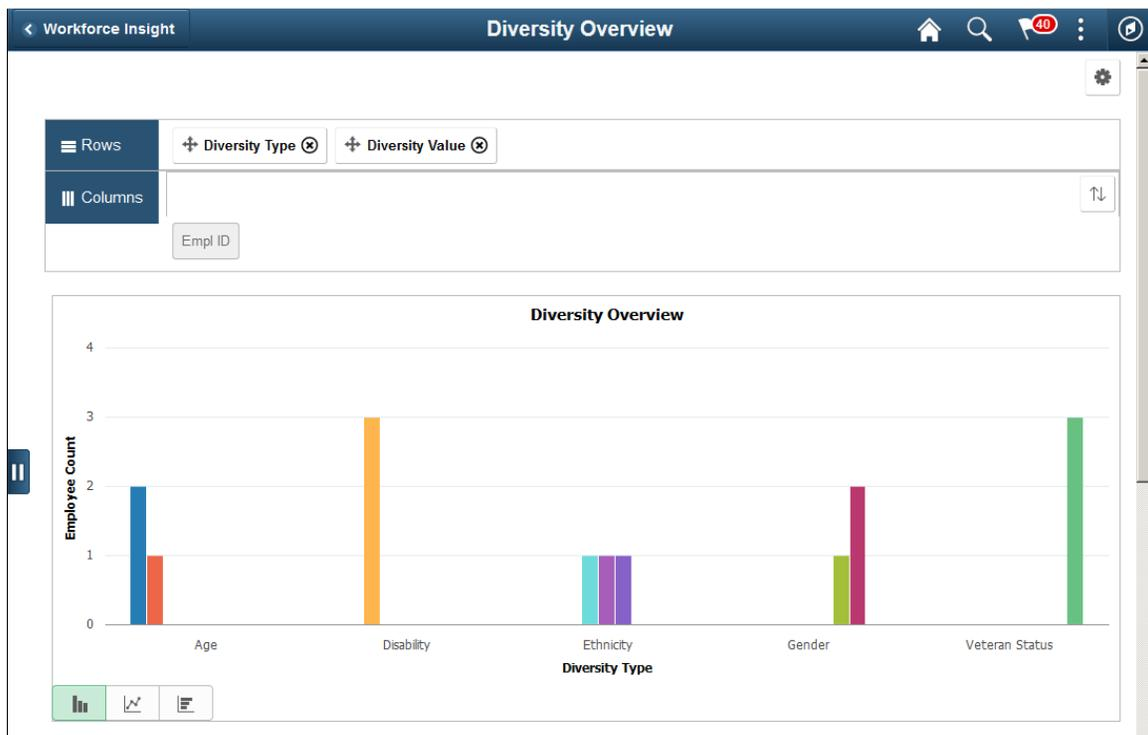 Workforce Insight
Diversity Overview
40
Rows
Diversity Type
Diversity Value
Columns
Empl ID
Diversity Overview
Employee Count
4
3
2
1
0
Age
Disability
Ethnicity
Gender
Veteran Status
Diversity Type